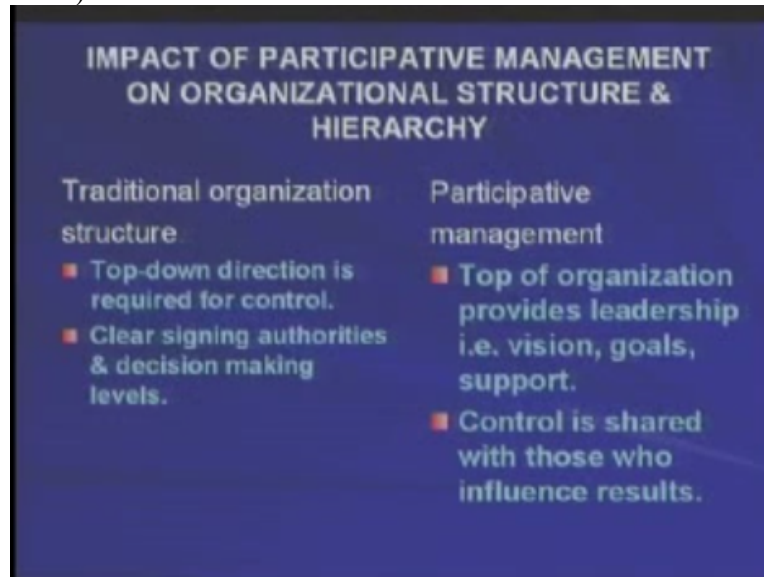 IMPACT OF PARTICIPATIVE MANAGEMENT
ON ORGANIZATIONAL STRUCTURE &
HIERARCHY
Traditional organization
structure
Top-down direction is
required for control.
Clear signing authorities
& decision making
levels.
Participative
management
Top of organization
provides leadership
i.e. vision, goals,
support.
Control is shared
with those who
influence results.